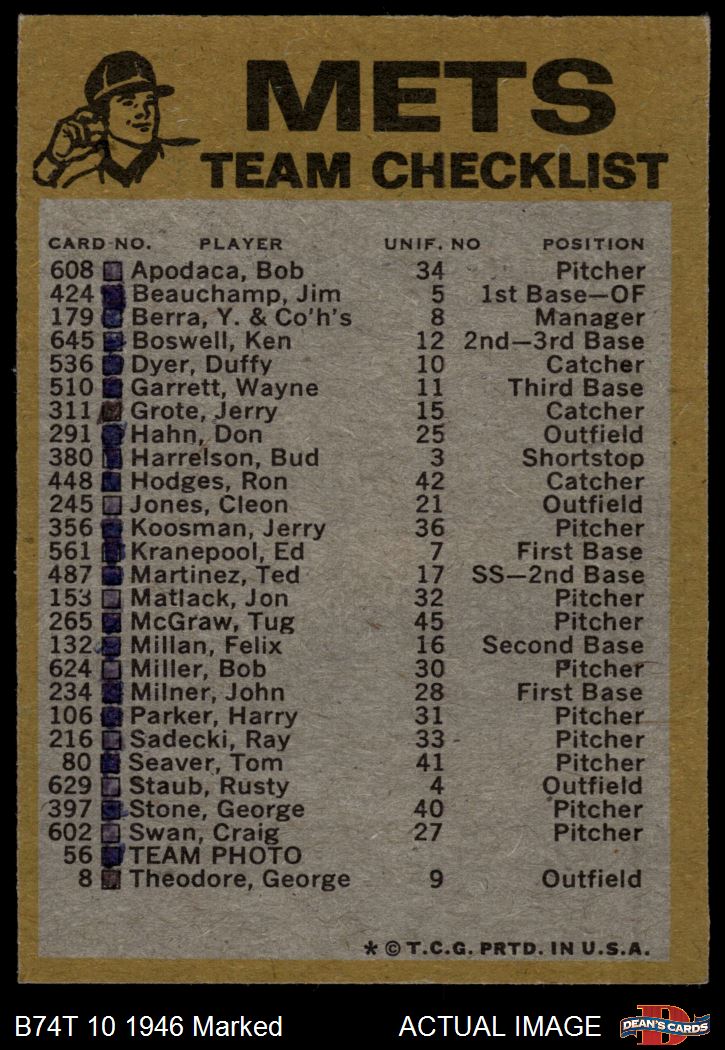 METS
TEAM CHECKLIST
CARD NO. PLAYER UNIF. NO POSITION
608 Apodaca, Bob 34 Pitcher
424 Beauchamp, Jim 5 1st Base—OF
179 Berra, Y. & Co'h's 8 Manager
645 Boswell, Ken 12 2nd—3rd Base
536 Dyer, Duffy 10 Catcher
510 Garrett, Wayne 11 Third Base
311 Grote, Jerry 15 Catcher
291 Hahn, Don 25 Outfield
380 Harrelson, Bud 3 Shortstop
448 Hodges, Ron 42 Catcher
245 Jones, Cleon 21 Outfield
356 Koosman, Jerry 36 Pitcher
561 Kranepool, Ed 7 First Base
487 Martinez, Ted 17 SS—2nd Base
153 Matlack, Jon 32 Pitcher
265 McGraw, Tug 45 Pitcher
132 Millan, Felix 16 Second Base
624 Miller, Bob 30 Pitcher
234 Milner, John 28 First Base
106 Parker, Harry 31 Pitcher
216 Sadecki, Ray 33 Pitcher
80 Seaver, Tom 41 Pitcher
629 Staub, Rusty 4 Outfield
397 Stone, George 40 Pitcher
602 Swan, Craig 27 Pitcher
56 TEAM PHOTO
8 Theodore, George 9 Outfield
* © T.C.G. PRTD. IN U.S.A.
B74T 10 1946 Marked ACTUAL IMAGE D DEAN'S CARDS